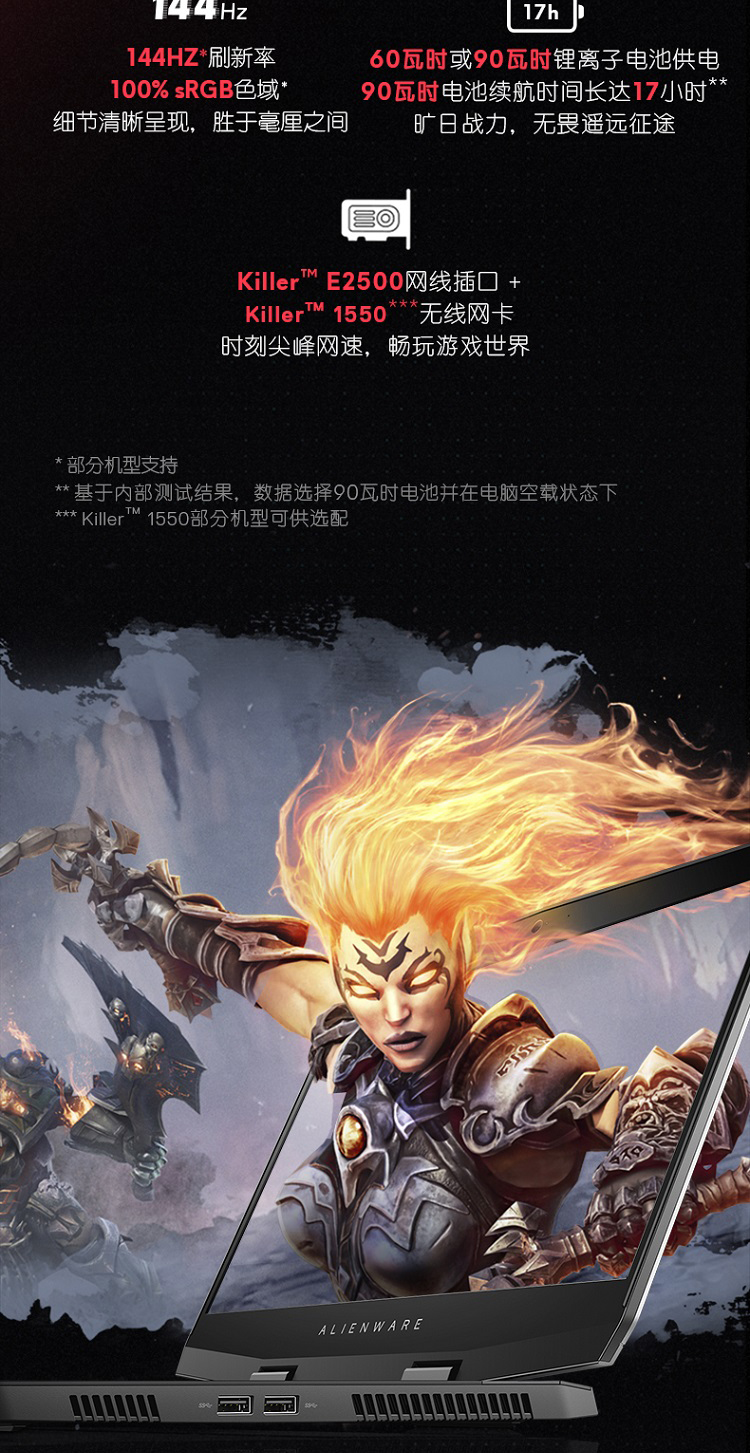 144Hz
17h
144HZ*刷新率
100% sRGB色域*
细节清晰呈现，胜于毫厘之间
60瓦时或90瓦时锂离子电池供电
90瓦时电池续航时间长达17小时**
旷日战力，无畏遥远征途
Killer™ E2500网线插口 +
Killer™ 1550***无线网卡
时刻尖峰网速，畅玩游戏世界
* 部分机型支持
** 基于内部测试结果，数据选择90瓦时电池并在电脑空载状态下
*** Killer™ 1550部分机型可供选配
ALIENWARE